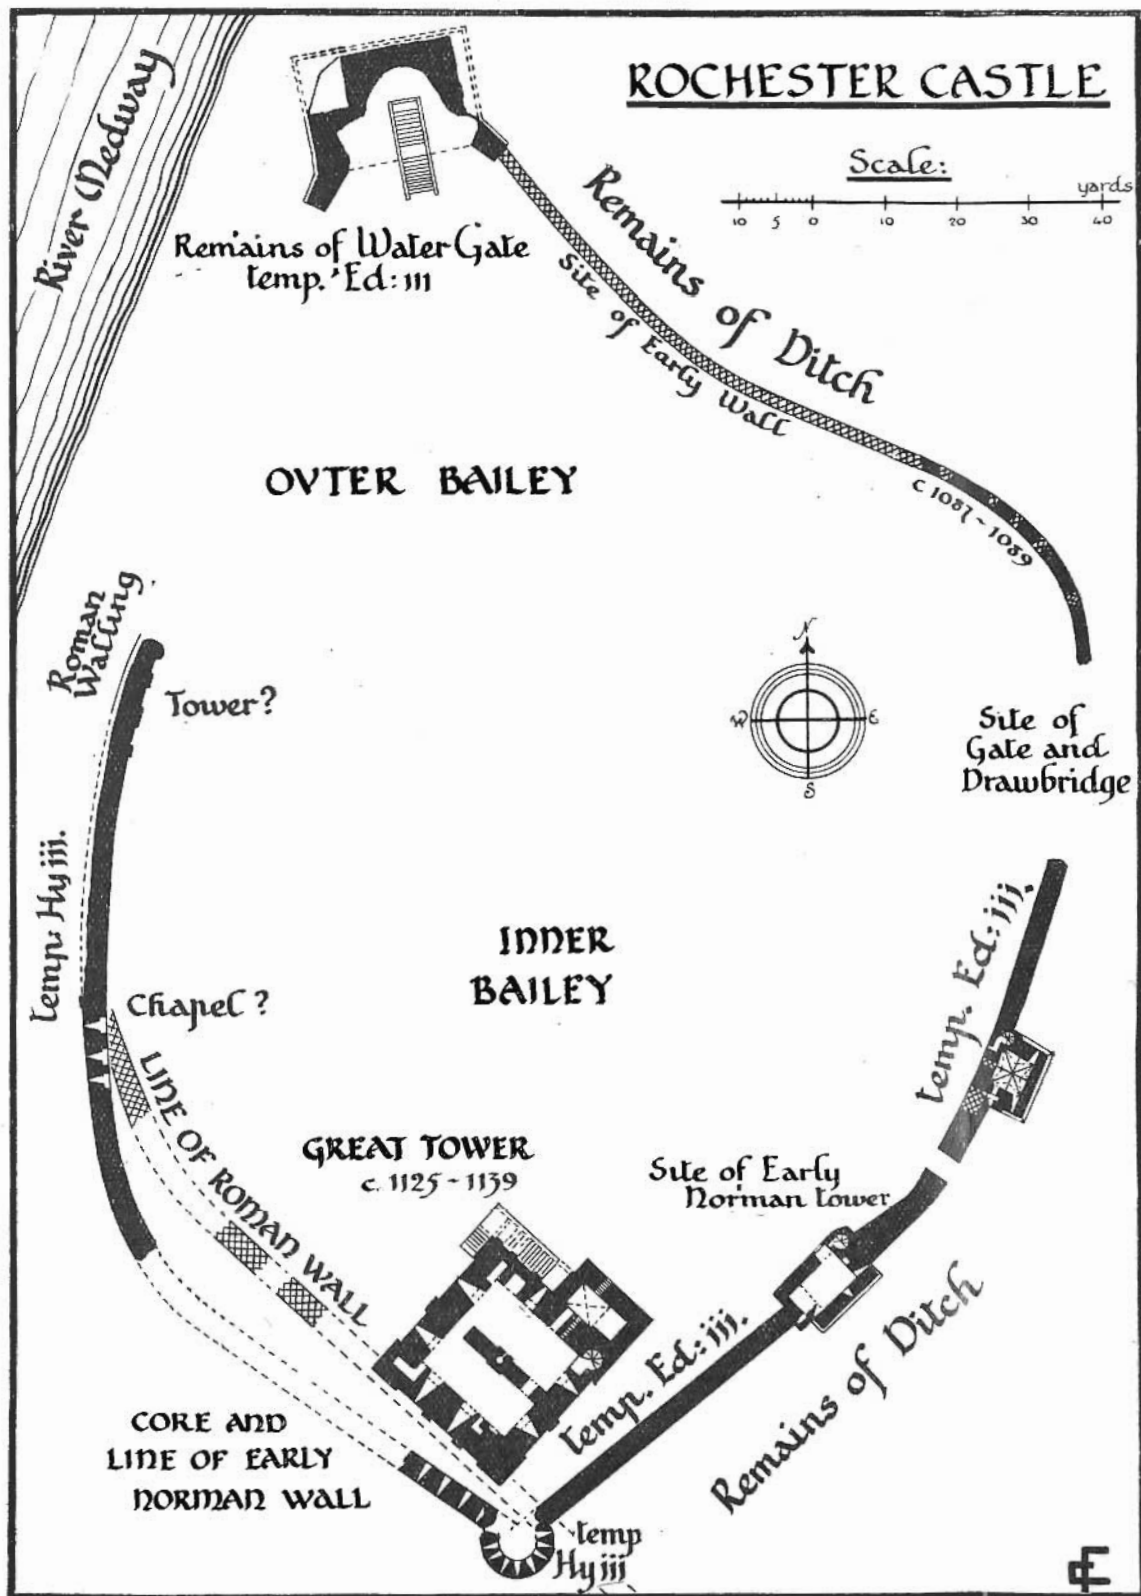 ROCHESTER CASTLE
Scale:
yards
10 5 0 10 20 30 40
River Medway
Remains of Water Gate
temp. Ed: III
Remains of Ditch
Site of Early Wall
c 1087 ~ 1089
OVTER BAILEY
Roman
Walling
Tower?
N
W E
S
Site of
Gate and
Drawbridge
temp: Hy iii.
INNER
BAILEY
temp. Ed: iii.
Chapel?
LINE OF ROMAN WALL
GREAT TOWER
c. 1125 ~ 1139
Site of Early
Norman tower
temp. Ed: iii.
Remains of Ditch
CORE AND
LINE OF EARLY
NORMAN WALL
temp
Hy iii